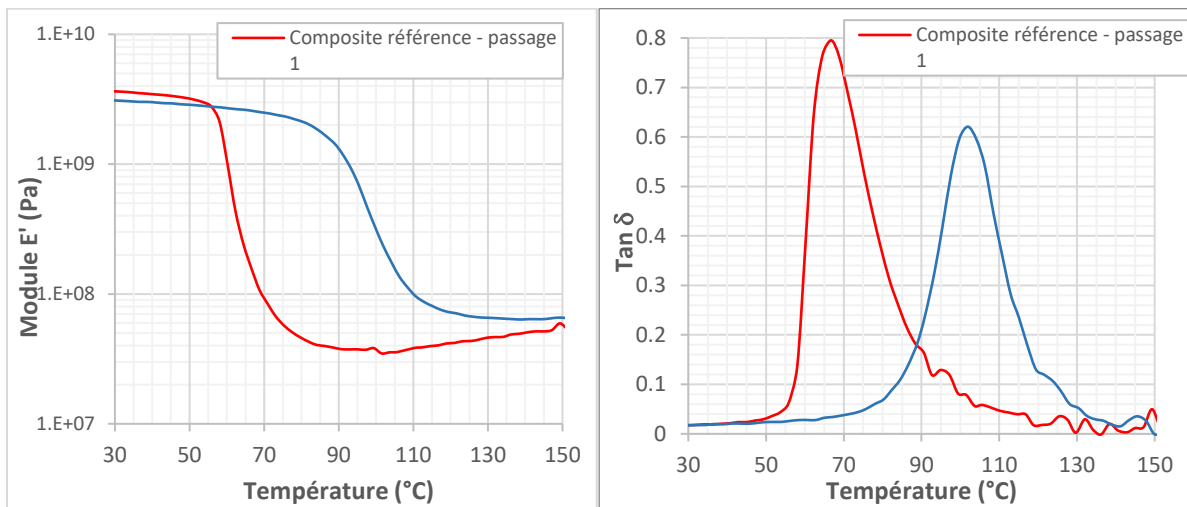 1.E+10
1.E+09
1.E+08
1.E+07
Module E' (Pa)
Composite référence - passage
1
30 50 70 90 110 130 150
Température (°C)
0.8
0.7
0.6
0.5
0.4
0.3
0.2
0.1
0
Tan δ
Composite référence - passage
1
30 50 70 90 110 130 150
Température (°C)